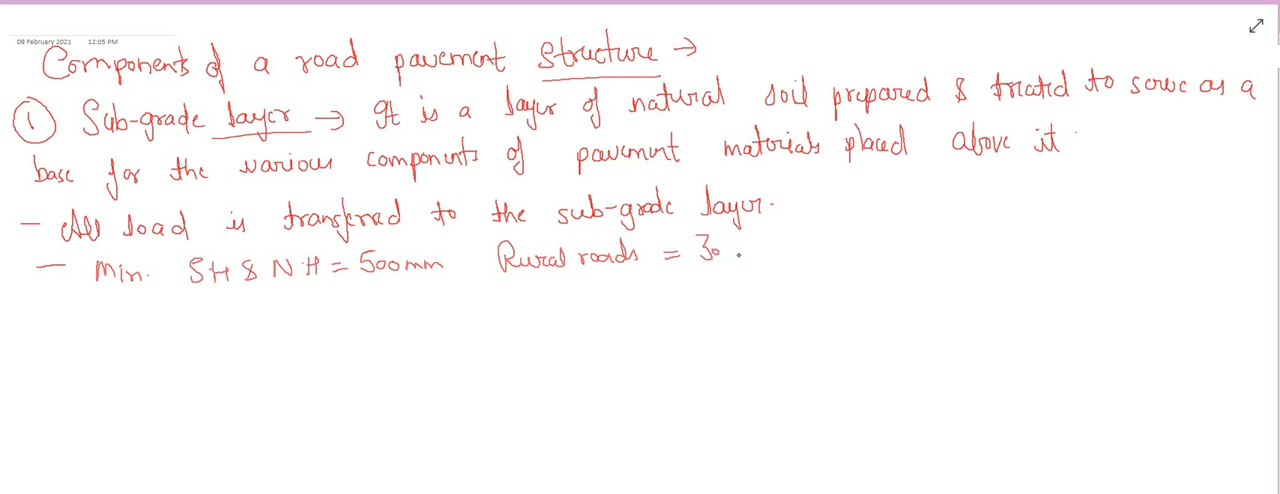 09 February 2021 12:05 PM
Components of a road pavement structure →
① Sub-grade layer → It is a layer of natural soil prepared & treated to serve as a
base for the various components of pavement materials placed above it.
- All load is transferred to the sub-grade layer.
- Min. SH & NH = 500mm Rural roads = 30